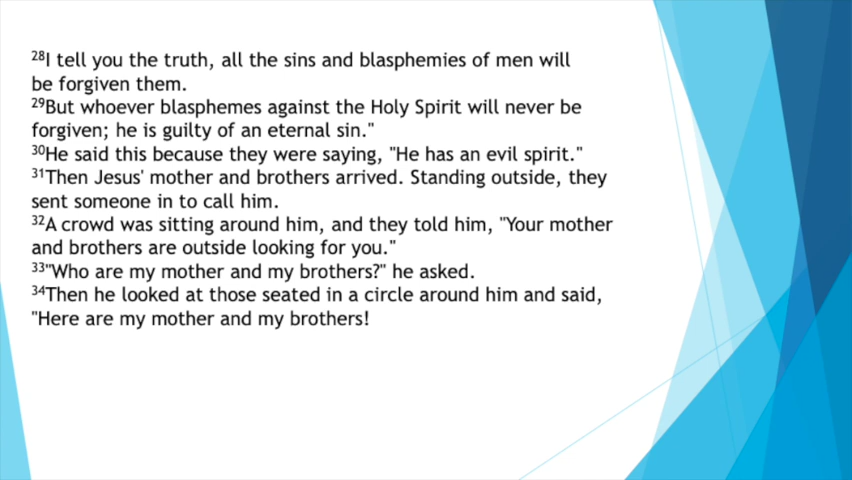 28I tell you the truth, all the sins and blasphemies of men will
be forgiven them.
29But whoever blasphemes against the Holy Spirit will never be
forgiven; he is guilty of an eternal sin."
30He said this because they were saying, "He has an evil spirit."
31Then Jesus' mother and brothers arrived. Standing outside, they
sent someone in to call him.
32A crowd was sitting around him, and they told him, "Your mother
and brothers are outside looking for you."
33"Who are my mother and my brothers?" he asked.
34Then he looked at those seated in a circle around him and said,
"Here are my mother and my brothers!